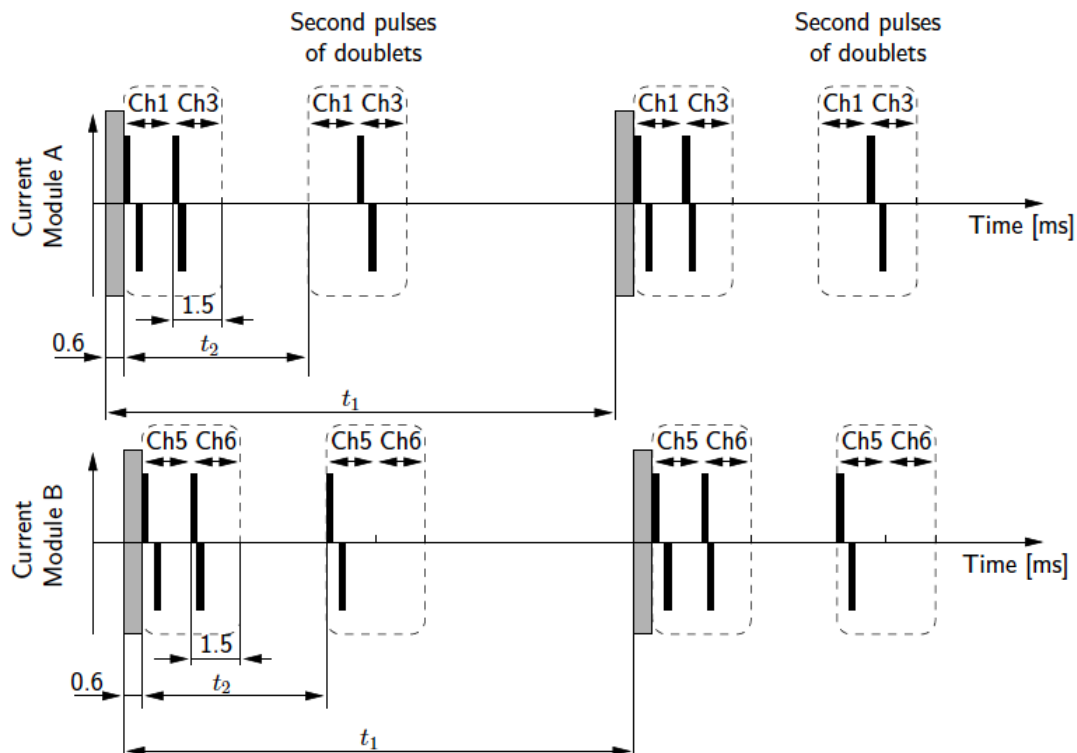 Second pulses
of doublets
Second pulses
of doublets
Ch1 Ch3
Ch1 Ch3
Ch1 Ch3
Ch1 Ch3
Current
Module A
Time [ms]
1.5
0.6
t2
t1
Ch5 Ch6
Ch5 Ch6
Ch5 Ch6
Ch5 Ch6
Current
Module B
Time [ms]
1.5
0.6
t2
t1